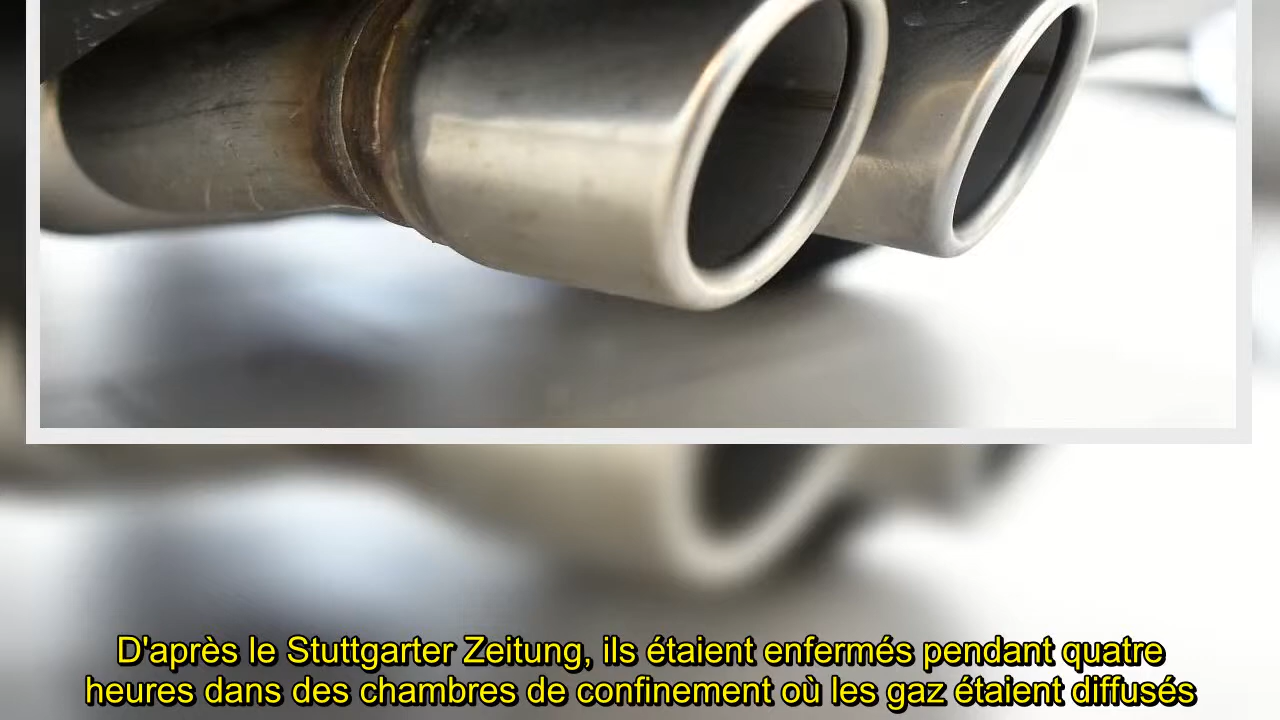 D'après le Stuttgarter Zeitung, ils étaient enfermés pendant quatre
heures dans des chambres de confinement où les gaz étaient diffusés